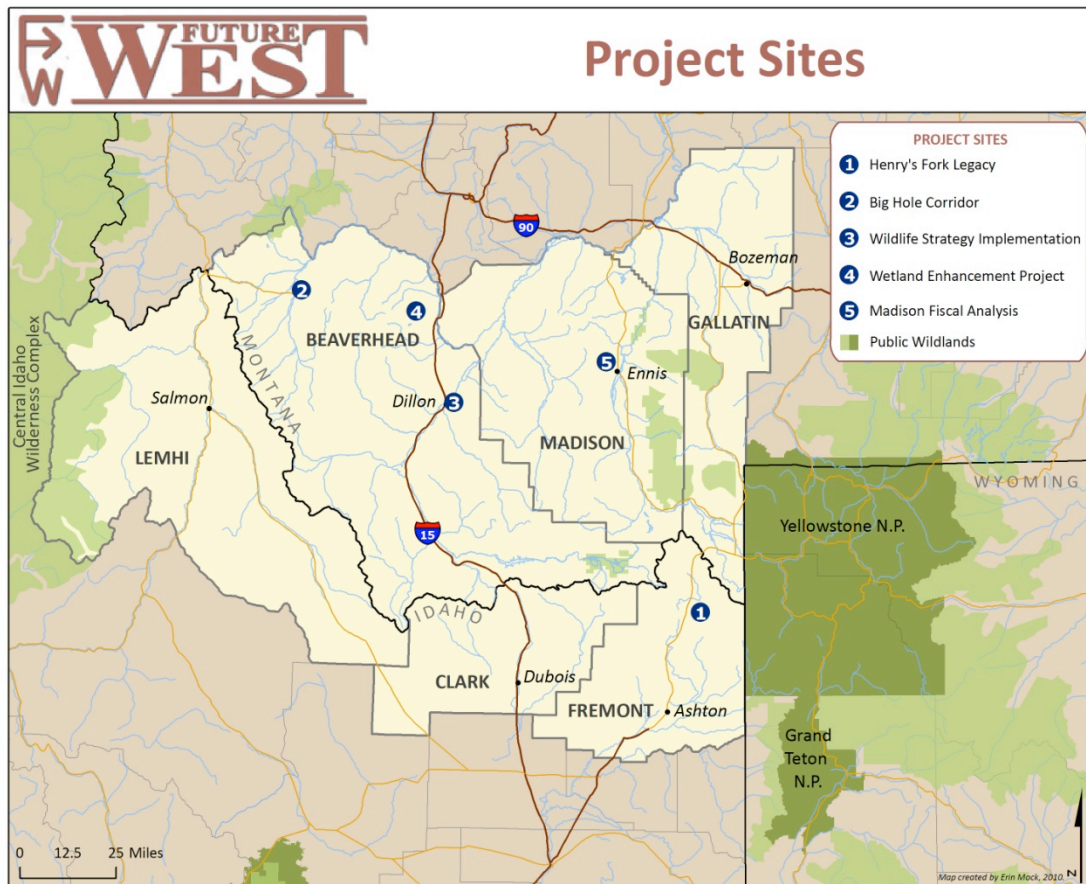 FUTURE
WEST
FW
Project Sites
PROJECT SITES
1 Henry's Fork Legacy
2 Big Hole Corridor
3 Wildlife Strategy Implementation
4 Wetland Enhancement Project
5 Madison Fiscal Analysis
Public Wildlands
90
Bozeman
2
4
BEAVERHEAD
GALLATIN
MONTANA
5
Ennis
Central Idaho
Wilderness Complex
Salmon
Dillon
3
LEMHI
MADISON
WYOMING
15
Yellowstone N.P.
IDAHO
1
CLARK
Dubois
FREMONT
Ashton
Grand
Teton
N.P.
0 12.5 25 Miles
Map created by Erin Mock, 2010.
N